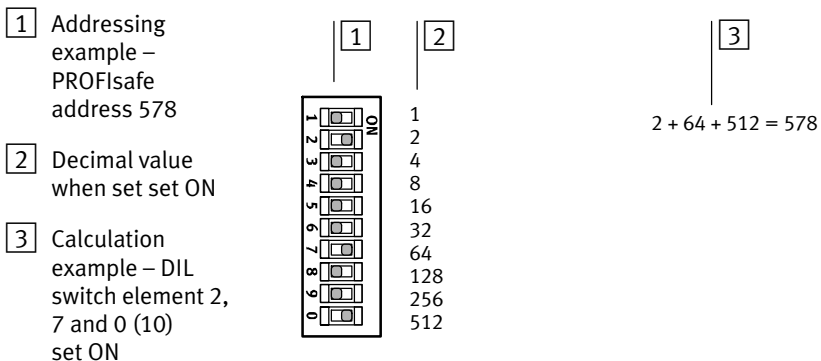 1 Addressing
example –
PROFIsafe
address 578
2 Decimal value
when set set ON
3 Calculation
example – DIL
switch element 2,
7 and 0 (10)
set ON
1
2
3
ON
1
2
3
4
5
6
7
8
9
0
1
2
4
8
16
32
64
128
256
512
2 + 64 + 512 = 578